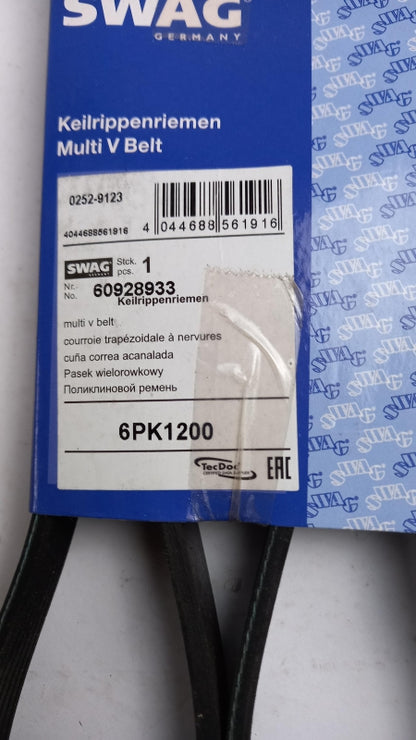 SWAG
GERMANY
Keilrippenriemen
Multi V Belt
0252-9123
4044688561916
4 044688 561916
SWAG
GERMANY
Stck.
pcs. 1
Nr.
No. 60928933
Keilrippenriemen
multi v belt
courroie trapézoidale à nervures
cuña correa acanalada
Pasek wielorowkowy
Поликлиновой ремень
6PK1200
TecDoc
EAC